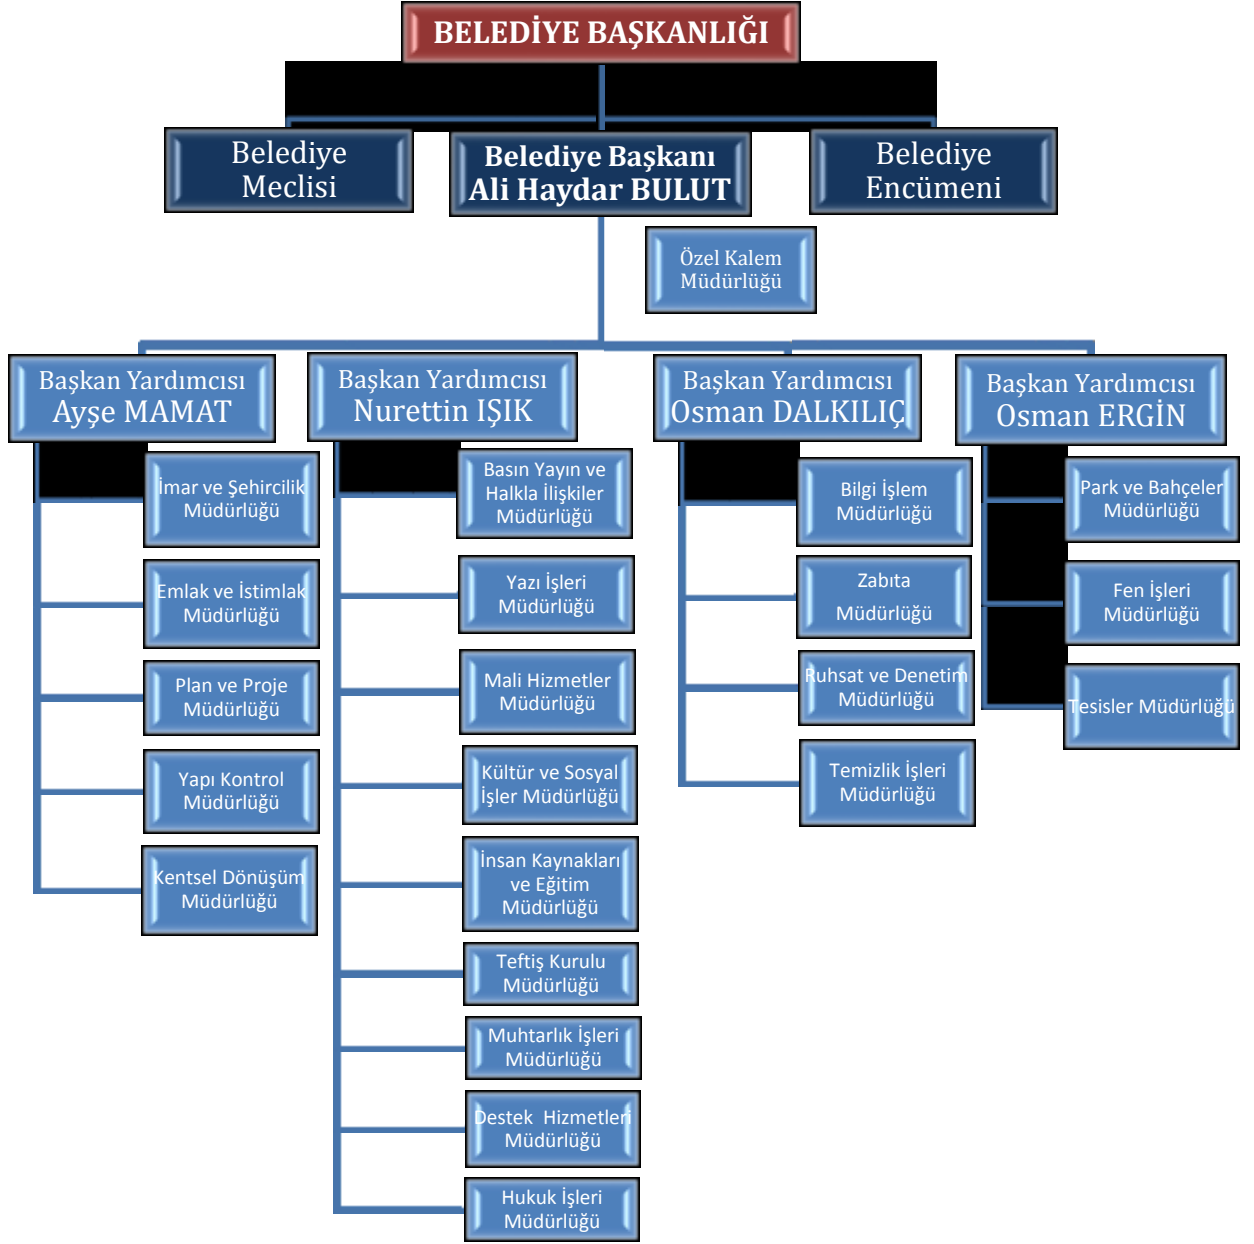 BELEDİYE BAŞKANLIĞI
Belediye
Meclisi
Belediye Başkanı
Ali Haydar BULUT
Belediye
Encümeni
Özel Kalem
Müdürlüğü
Başkan Yardımcısı
Ayşe MAMAT
İmar ve Şehircilik
Müdürlüğü
Emlak ve İstimlak
Müdürlüğü
Plan ve Proje
Müdürlüğü
Yapı Kontrol
Müdürlüğü
Kentsel Dönüşüm
Müdürlüğü
Başkan Yardımcısı
Nurettin IŞIK
Basın Yayın ve
Halkla İlişkiler
Müdürlüğü
Yazı İşleri
Müdürlüğü
Mali Hizmetler
Müdürlüğü
Kültür ve Sosyal
İşler Müdürlüğü
İnsan Kaynakları
ve Eğitim
Müdürlüğü
Teftiş Kurulu
Müdürlüğü
Muhtarlık İşleri
Müdürlüğü
Destek Hizmetleri
Müdürlüğü
Hukuk İşleri
Müdürlüğü
Başkan Yardımcısı
Osman DALKILIÇ
Bilgi İşlem
Müdürlüğü
Zabıta
Müdürlüğü
Ruhsat ve Denetim
Müdürlüğü
Temizlik İşleri
Müdürlüğü
Başkan Yardımcısı
Osman ERGİN
Park ve Bahçeler
Müdürlüğü
Fen İşleri
Müdürlüğü
Tesisler Müdürlüğü